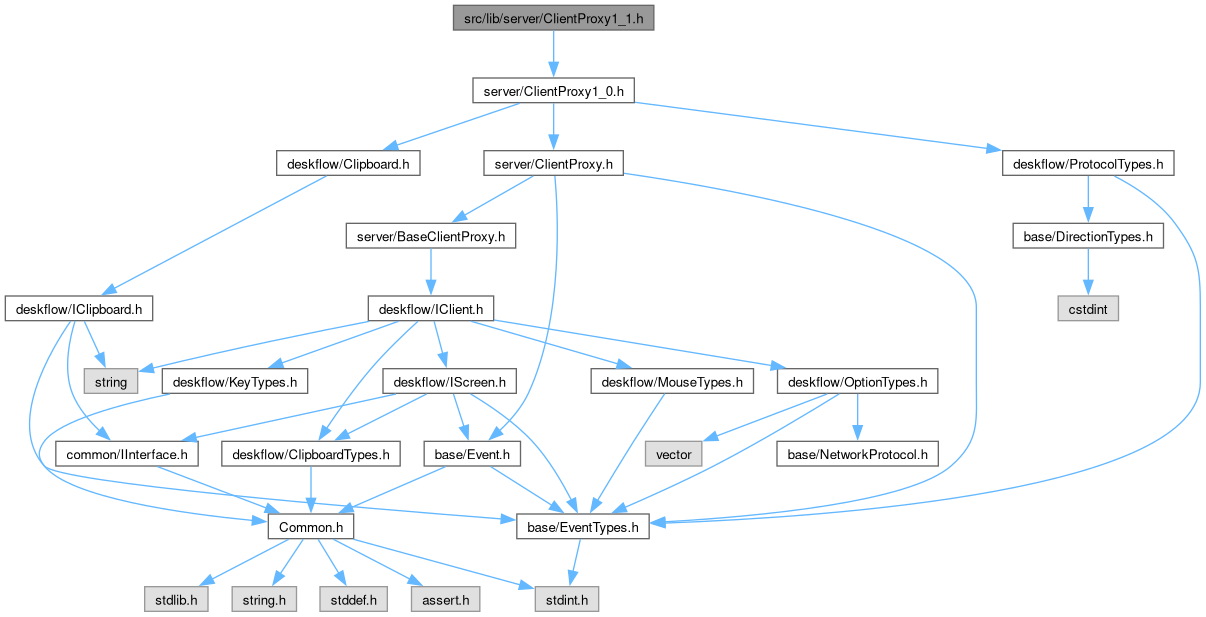 src/lib/server/ClientProxy1_1.h
server/ClientProxy1_0.h
deskflow/Clipboard.h
server/ClientProxy.h
deskflow/ProtocolTypes.h
server/BaseClientProxy.h
base/DirectionTypes.h
deskflow/IClipboard.h
deskflow/IClient.h
cstdint
string
deskflow/KeyTypes.h
deskflow/IScreen.h
deskflow/MouseTypes.h
deskflow/OptionTypes.h
common/IInterface.h
deskflow/ClipboardTypes.h
base/Event.h
vector
base/NetworkProtocol.h
Common.h
base/EventTypes.h
stdlib.h
string.h
stddef.h
assert.h
stdint.h